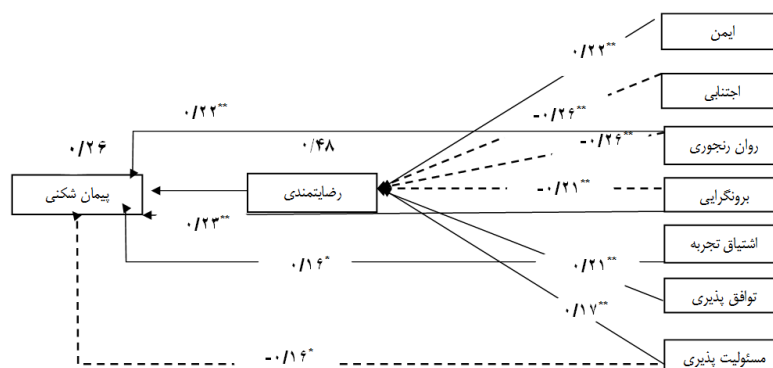 ایمن
۰/۲۲**
اجتنابی
-۰/۲۶**
۰/۲۲**
روان رنجوری
-۰/۲۶**
۰/۴۸
۰/۲۶
برونگرایی
-۰/۲۱**
رضایتمندی
پیمان شکنی
۰/۲۳**
اشتیاق تجربه
۰/۲۱**
۰/۱۶*
توافق پذیری
۰/۱۷**
مسئولیت پذیری
-۰/۱۶*